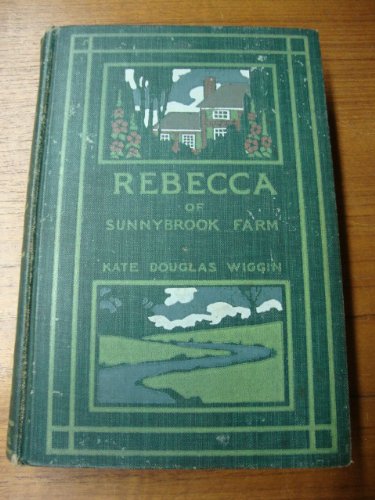 REBECCA
OF
SUNNYBROOK FARM
KATE DOUGLAS WIGGIN